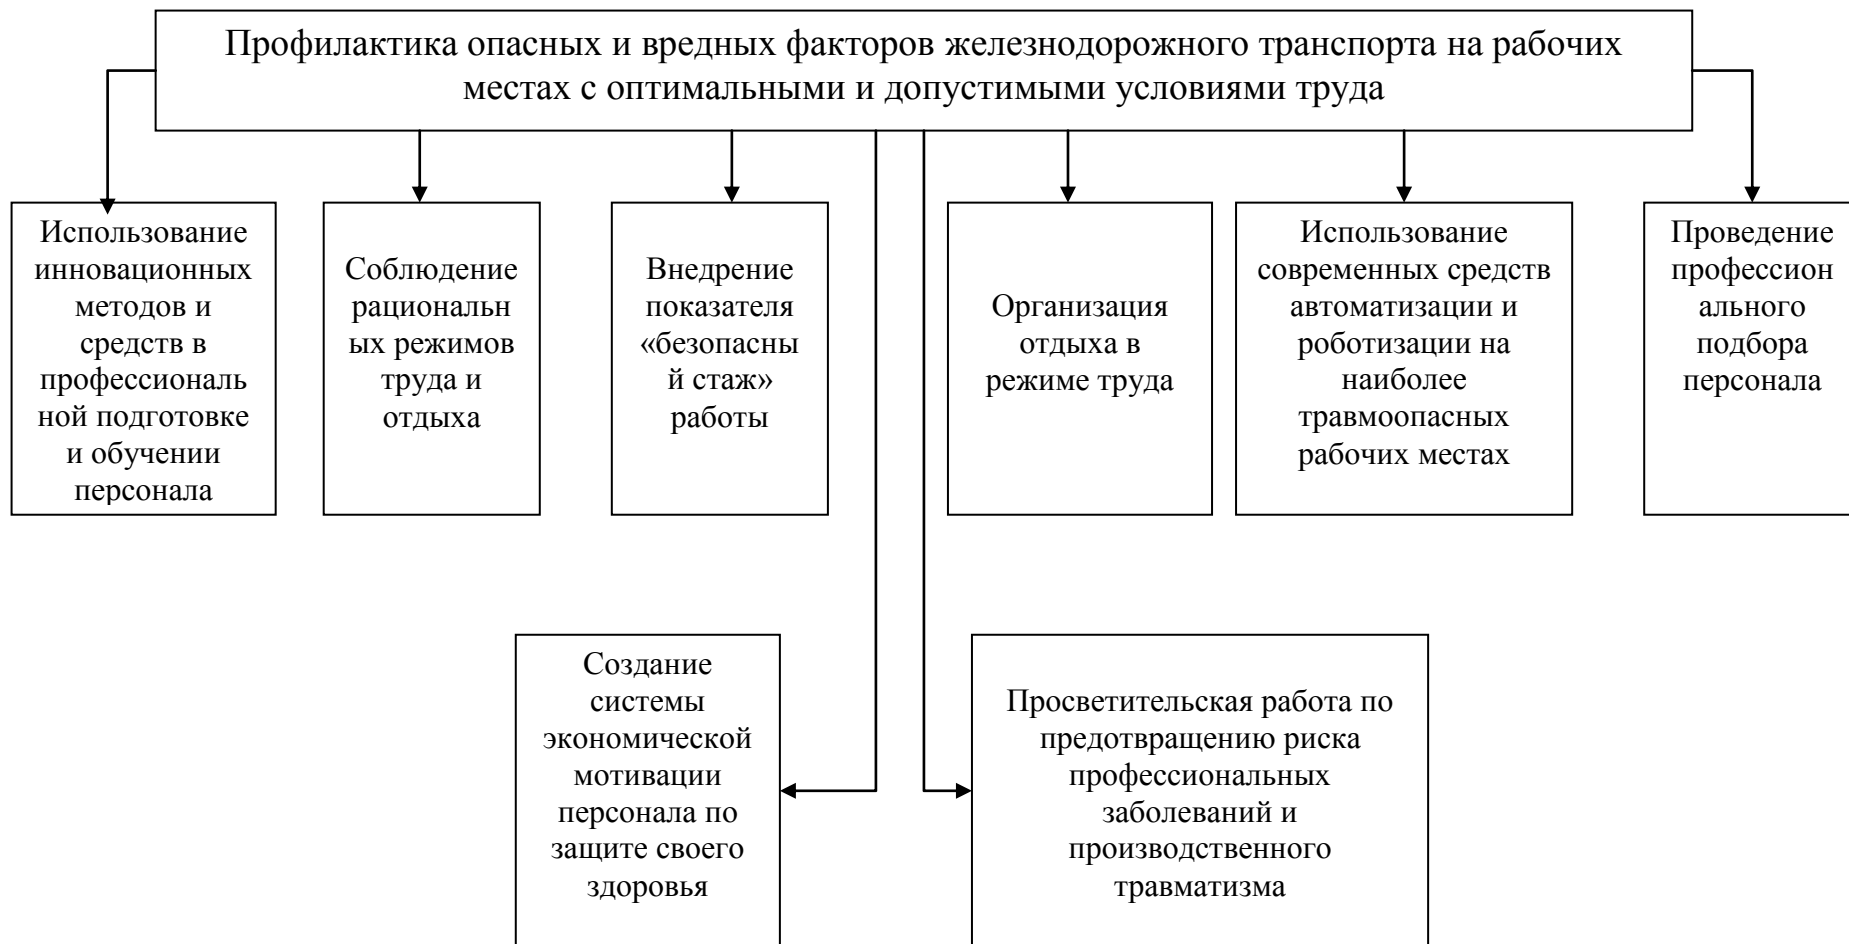 Профилактика опасных и вредных факторов железнодорожного транспорта на рабочих
местах с оптимальными и допустимыми условиями труда
Использование
инновационных
методов и
средств в
профессиональ
ной подготовке
и обучении
персонала
Соблюдение
рациональн
ых режимов
труда и
отдыха
Внедрение
показателя
«безопасны
й стаж»
работы
Организация
отдыха в
режиме труда
Использование
современных средств
автоматизации и
роботизации на
наиболее
травмоопасных
рабочих местах
Проведение
профессион
ального
подбора
персонала
Создание
системы
экономической
мотивации
персонала по
защите своего
здоровья
Просветительская работа по
предотвращению риска
профессиональных
заболеваний и
производственного
травматизма